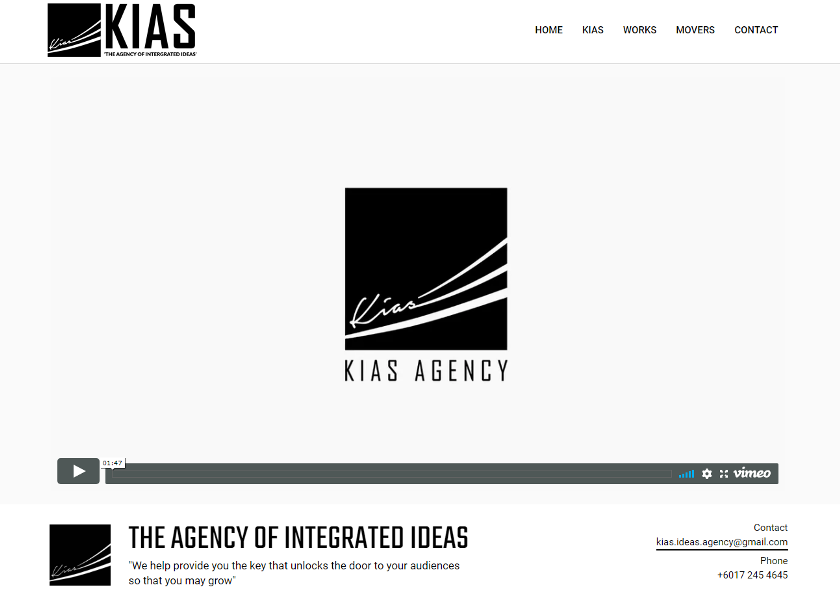 Kias
KIAS
"THE AGENCY OF INTERGRATED IDEAS"
HOME KIAS WORKS MOVERS CONTACT
Kias
KIAS AGENCY
01:47
vimeo
Kias
THE AGENCY OF INTEGRATED IDEAS
"We help provide you the key that unlocks the door to your audiences
so that you may grow"
Contact
kias.ideas.agency@gmail.com
Phone
+6017 245 4645